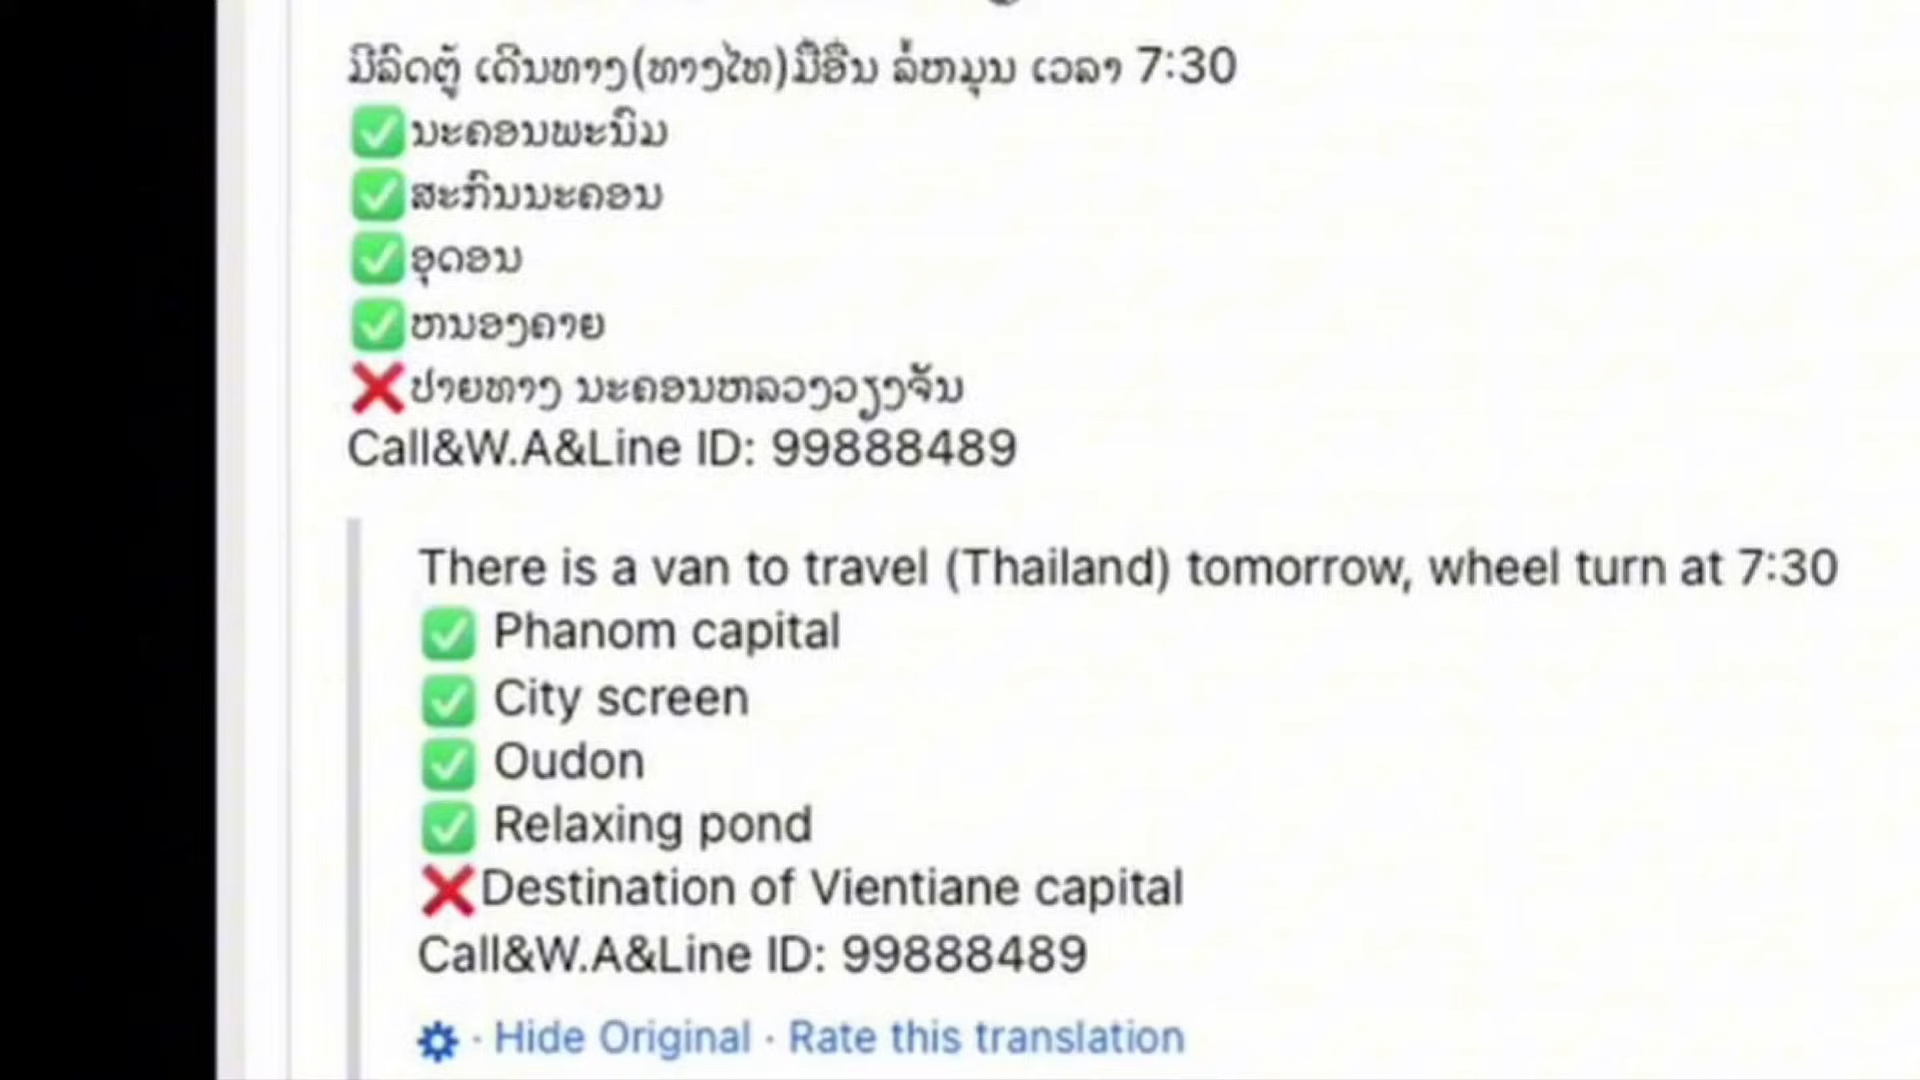 ມີລົດຕູ້ ເດີນທາງ(ທາງໄທ)ມື້ອື່ນ ລໍ້ຫມຸນ ເວລາ 7:30
✅ນະຄອນພະນົມ
✅ສະກົນນະຄອນ
✅ອຸດອນ
✅ຫນອງຄາຍ
❌ປາຍທາງ ນະຄອນຫລວງວຽງຈັນ
Call&W.A&Line ID: 99888489
There is a van to travel (Thailand) tomorrow, wheel turn at 7:30
✅ Phanom capital
✅ City screen
✅ Oudon
✅ Relaxing pond
❌Destination of Vientiane capital
Call&W.A&Line ID: 99888489
· Hide Original · Rate this translation